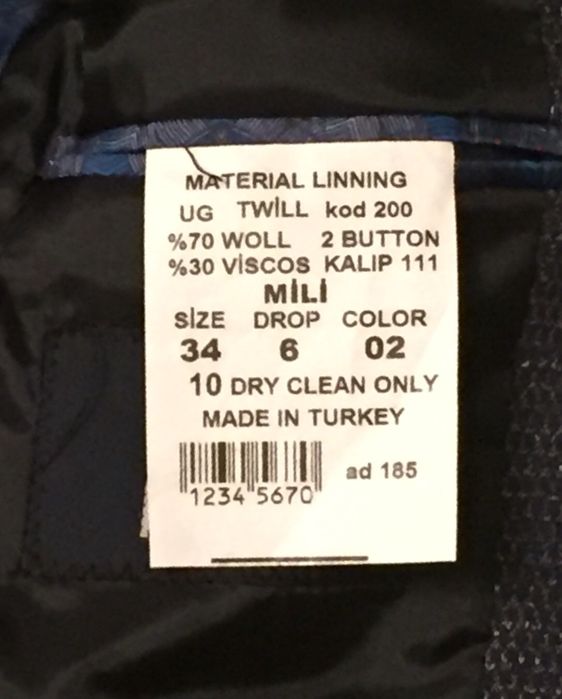 MATERIAL LINNING
UG TWİLL kod 200
%70 WOLL 2 BUTTON
%30 VİSCOS KALIP 111
MİLİ
SİZE DROP COLOR
34 6 02
10 DRY CLEAN ONLY
MADE IN TURKEY
ad 185
1234 5670